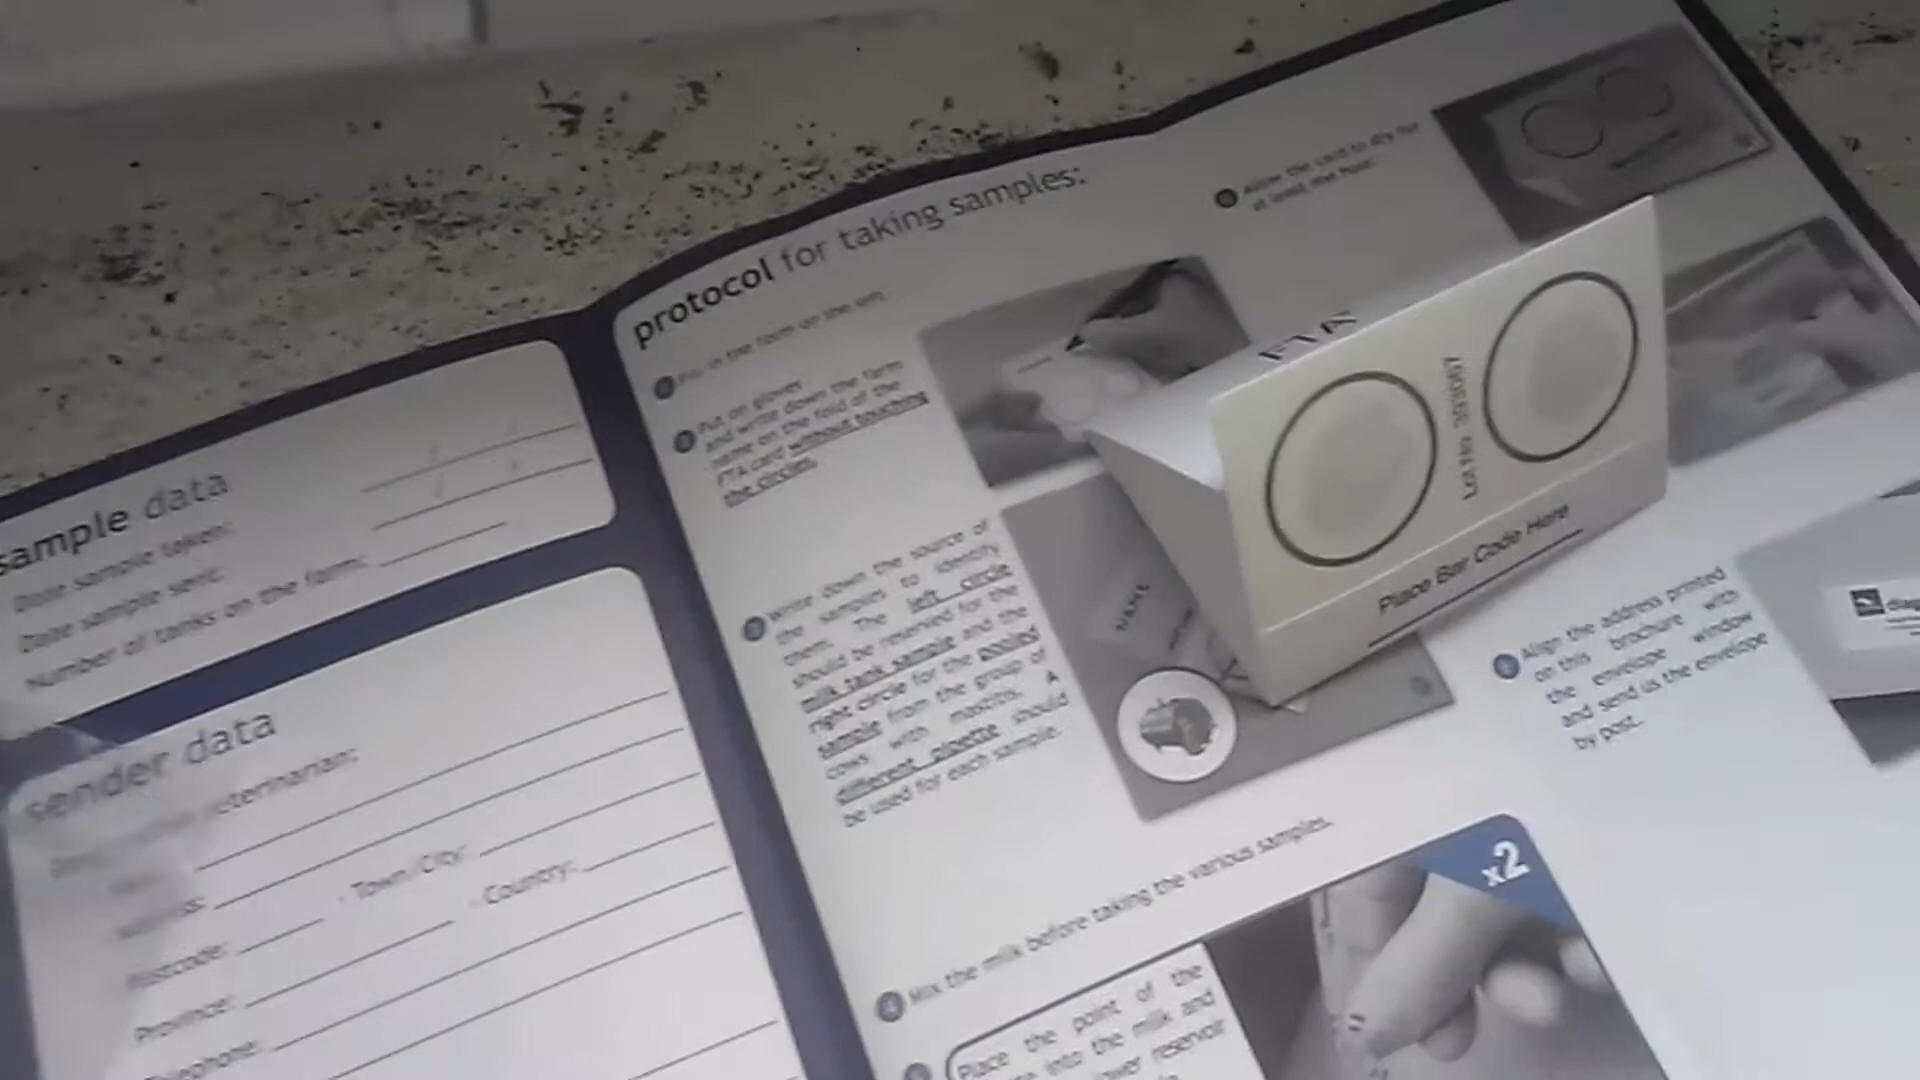 sample data
Date sample taken:
Date sample sent:
Number of tanks on the farm:
sender data
veterinarian:
Town/City:
Postcode:
Country:
Province:
Telephone:
protocol for taking samples:
Fill in the form on the left.
Put on gloves
and write down the farm
name on the fold of the
FTA card without touching
the circles.
Write down the source of
the samples to identify
them. The left circle
should be reserved for the
milk tank sample and the
right circle for the pooled
sample from the group of
cows with mastitis. A
different pipette should
be used for each sample.
NAME
Mix the milk before taking the various samples.
x2
Place the point of the
into the milk and
lower reservoir
Allow the card to dry for
at least one hour
FTA
Place Bar Code Here
Align the address printed
on this brochure with
the envelope window
and send us the envelope
by post.